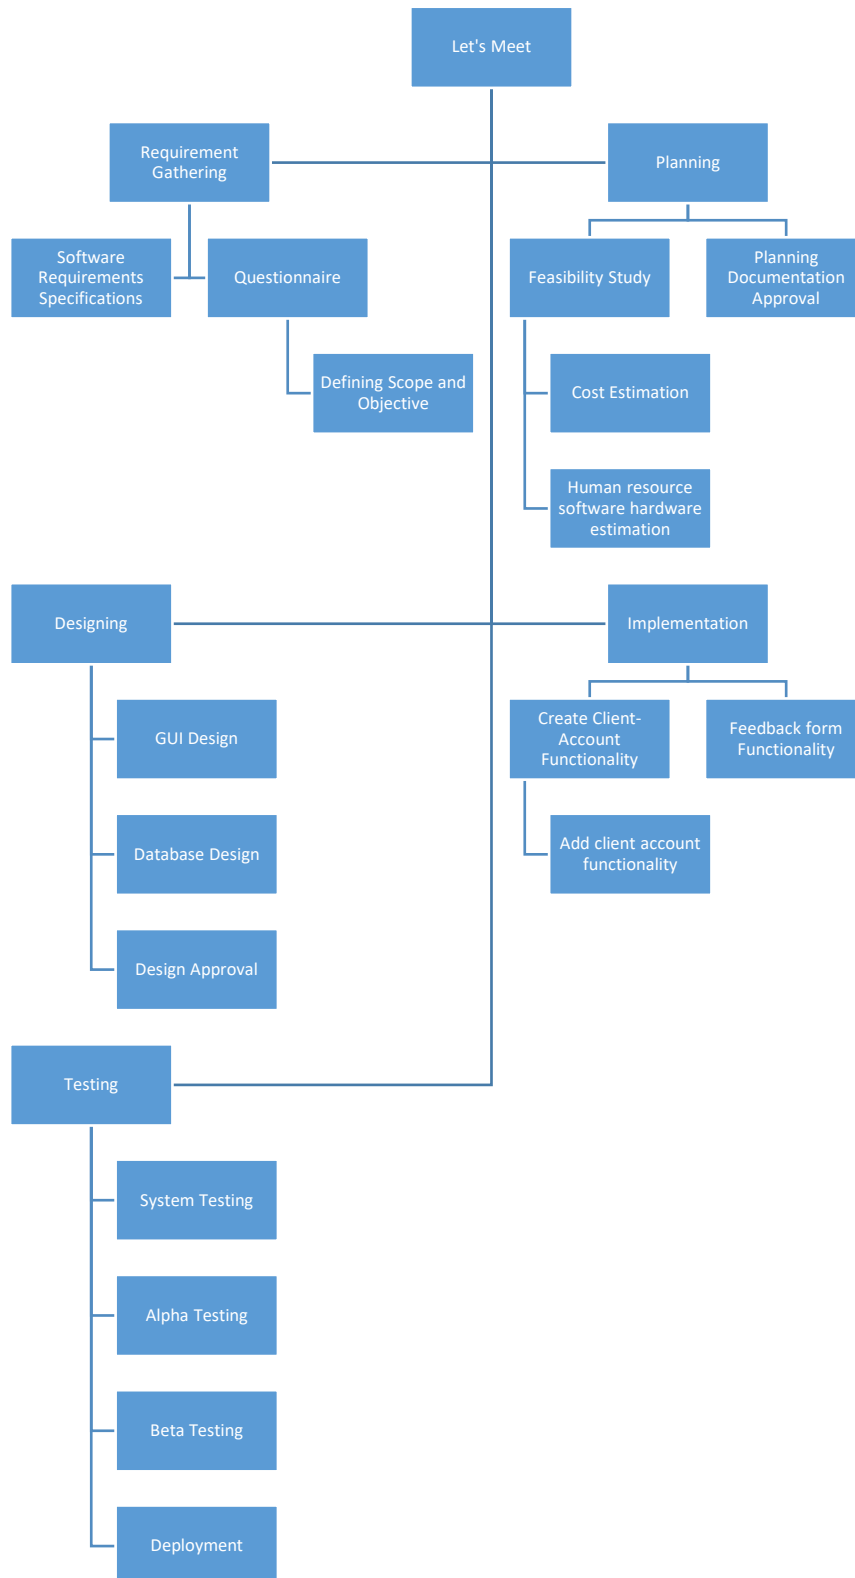 Let's Meet
Requirement
Gathering
Planning
Software
Requirements
Specifications
Questionnaire
Feasibility Study
Planning
Documentation
Approval
Defining Scope and
Objective
Cost Estimation
Human resource
software hardware
estimation
Designing
Implementation
GUI Design
Create Client-
Account
Functionality
Feedback form
Functionality
Database Design
Add client account
functionality
Design Approval
Testing
System Testing
Alpha Testing
Beta Testing
Deployment